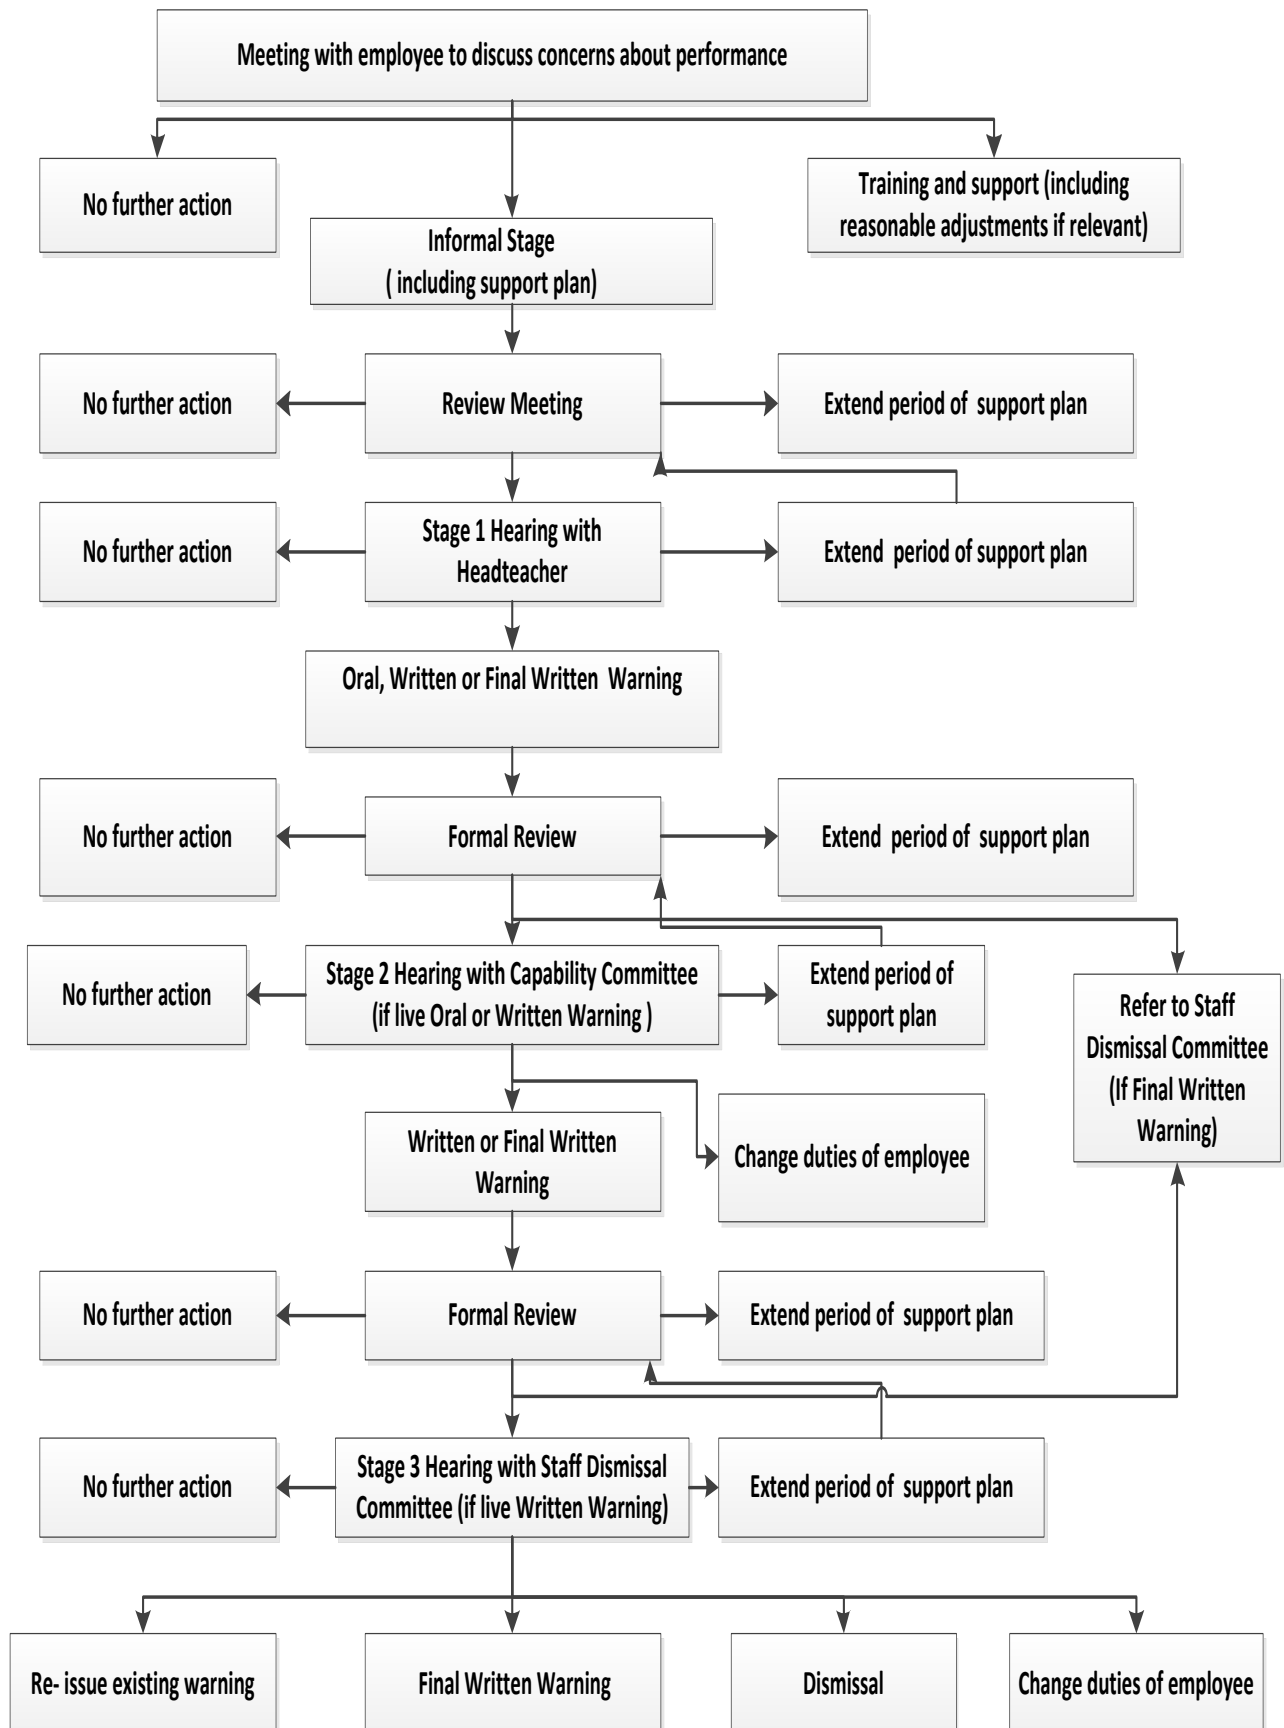 Meeting with employee to discuss concerns about performance
No further action
Training and support (including
reasonable adjustments if relevant)
Informal Stage
( including support plan)
No further action
Review Meeting
Extend period of support plan
No further action
Stage 1 Hearing with
Headteacher
Extend period of support plan
Oral, Written or Final Written Warning
No further action
Formal Review
Extend period of support plan
No further action
Stage 2 Hearing with Capability Committee
(if live Oral or Written Warning )
Extend period of
support plan
Refer to Staff
Dismissal Committee
(If Final Written
Warning)
Written or Final Written
Warning
Change duties of employee
No further action
Formal Review
Extend period of support plan
No further action
Stage 3 Hearing with Staff Dismissal
Committee (if live Written Warning)
Extend period of support plan
Re- issue existing warning
Final Written Warning
Dismissal
Change duties of employee